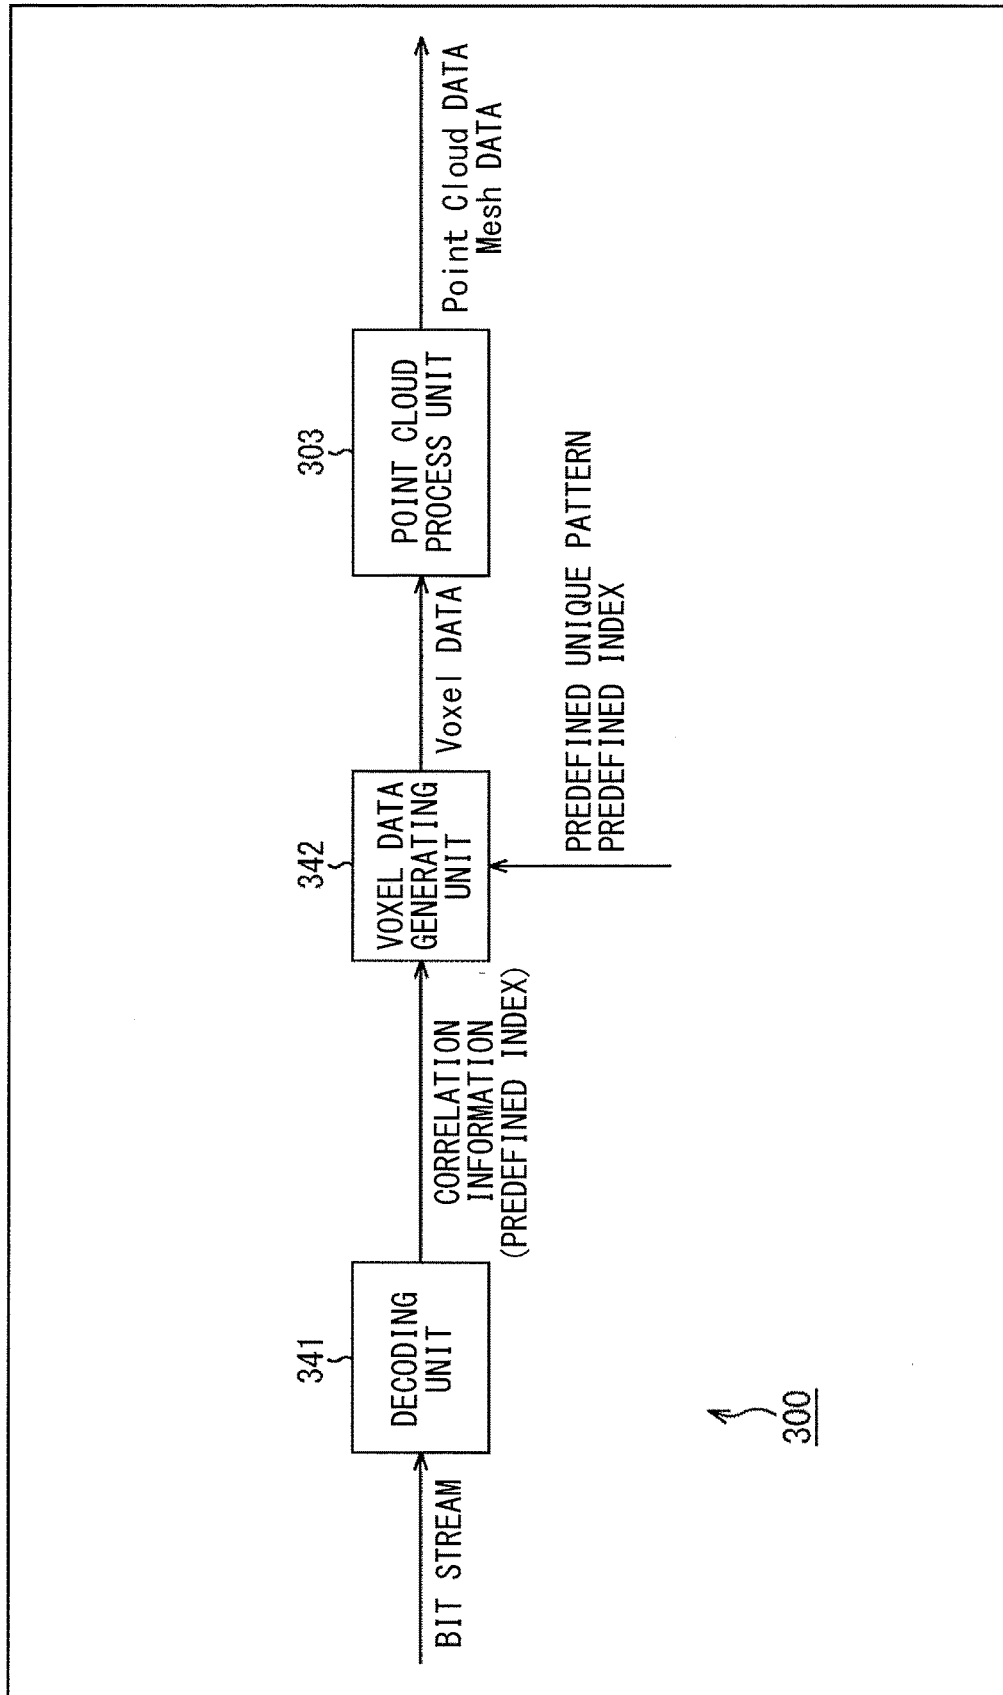 BIT STREAM
341
DECODING
UNIT
CORRELATION
INFORMATION
(PREDEFINED INDEX)
342
VOXEL DATA
GENERATING
UNIT
PREDEFINED UNIQUE PATTERN
PREDEFINED INDEX
Voxel DATA
303
POINT CLOUD
PROCESS UNIT
Point Cloud DATA
Mesh DATA
300